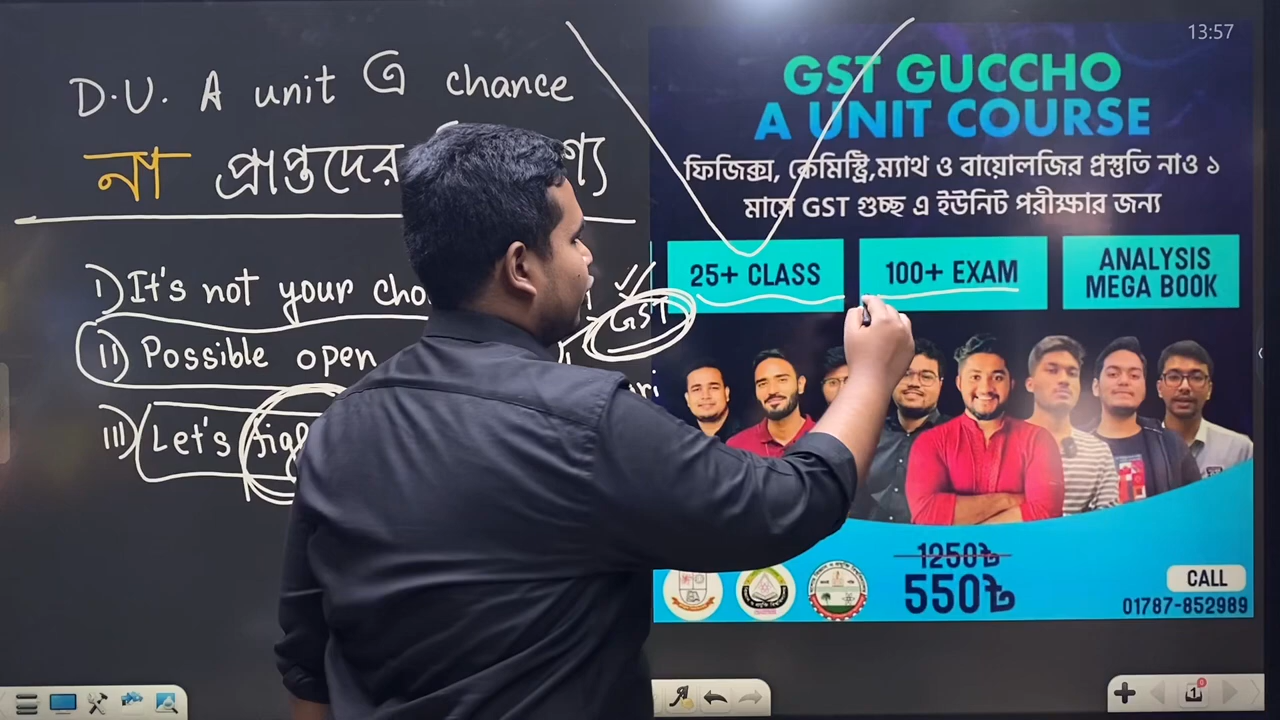 D.U. A unit এ chance
না প্রাপ্তদের
I) It's not your
II) Possible open
III) Let's
GST
13:57
GST GUCCHO
A UNIT COURSE
ফিজিক্স, কেমিস্ট্রি,ম্যাথ ও বায়োলজির প্রস্ততি নাও ১
মাসে GST গুচ্ছ এ ইউনিট পরীক্ষার জন্য
25+ CLASS
100+ EXAM
ANALYSIS
MEGA BOOK
1250৳
550৳
CALL
01787-852989